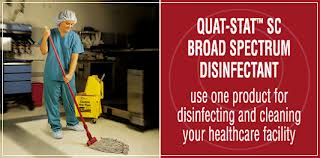 QUAT-STAT™ SC
BROAD SPECTRUM
DISINFECTANT
use one product for
disinfecting and cleaning
your healthcare facility